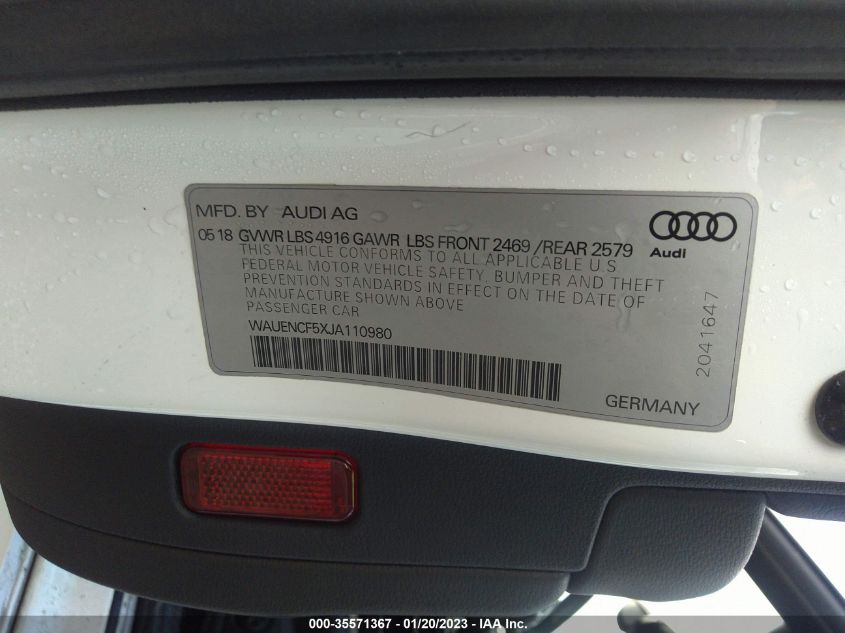 MFD. BY AUDI AG
05 18 GVWR LBS 4916 GAWR LBS FRONT 2469 /REAR 2579
THIS VEHICLE CONFORMS TO ALL APPLICABLE U.S
FEDERAL MOTOR VEHICLE SAFETY, BUMPER AND THEFT
PREVENTION STANDARDS IN EFFECT ON THE DATE OF
MANUFACTURE SHOWN ABOVE
PASSENGER CAR
WAUENCF5XJA110980
Audi
2041647
GERMANY
000-35571367 - 01/20/2023 - IAA Inc.